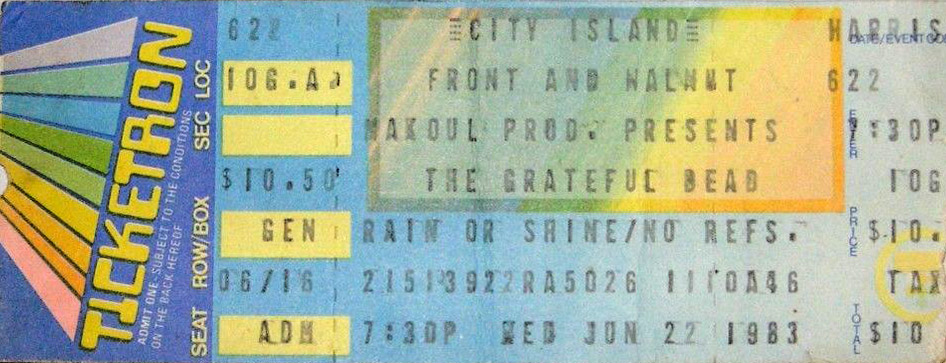 TICKETRON
ADMIT ONE-SUBJECT TO THE CONDITIONS
ON THE BACK HEREOF
SEAT ROW/BOX SEC LOC
622 CITY ISLAND HARRIS
DATE/EVENT CO
FRONT AND WALNUT 622
MAKOUL PROD. PRESENTS 7:30P
$10.50 THE GRATEFUL DEAD
PRICE
GEN RAIN OR SHINE/NO REFS. $10.
06/16 TAX
TOTAL
ADM 7:30P WED JUN 22 1983 $10